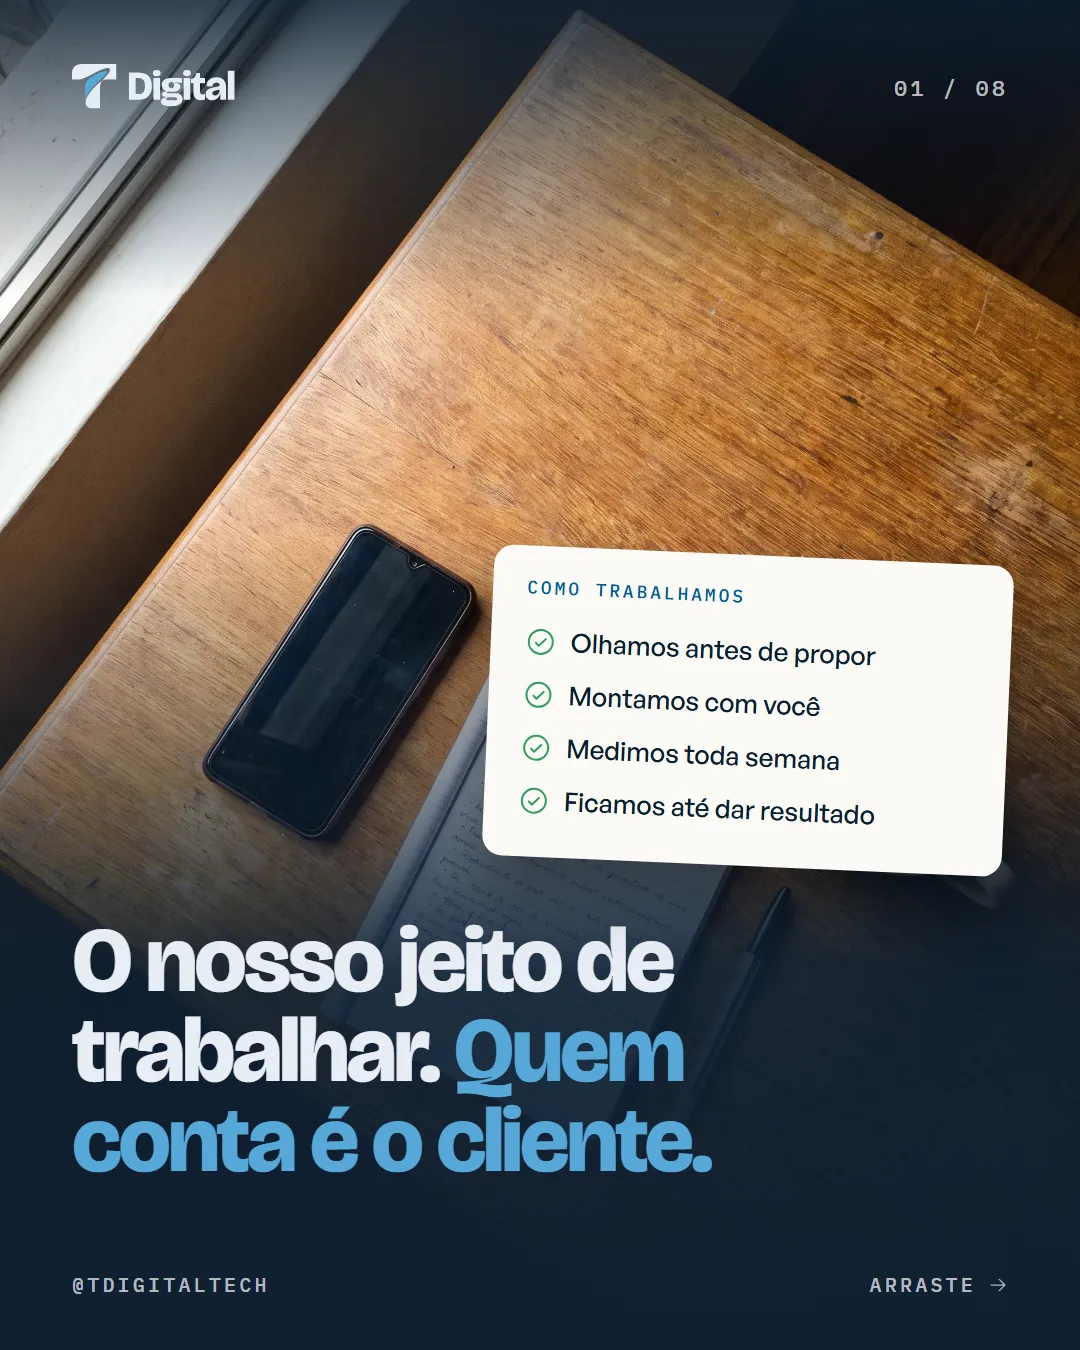 Digital
01 / 08
COMO TRABALHAMOS
Olhamos antes de propor
Montamos com você
Medimos toda semana
Ficamos até dar resultado
O nosso jeito de
trabalhar. Quem
conta é o cliente.
@TDIGITALTECH
ARRASTE →